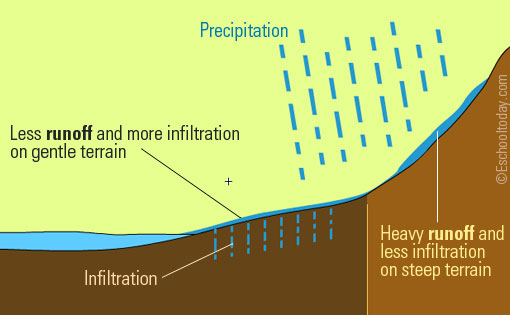 Precipitation
Less runoff and more infiltration
on gentle terrain
Heavy runoff and
less infiltration
on steep terrain
Infiltration
©Eschooltoday.com